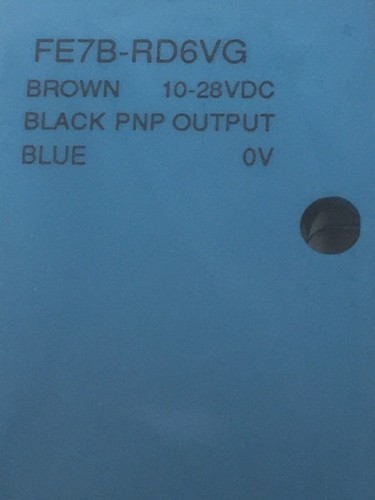 FE7B-RD6VG
BROWN 10-28VDC
BLACK PNP OUTPUT
BLUE 0V